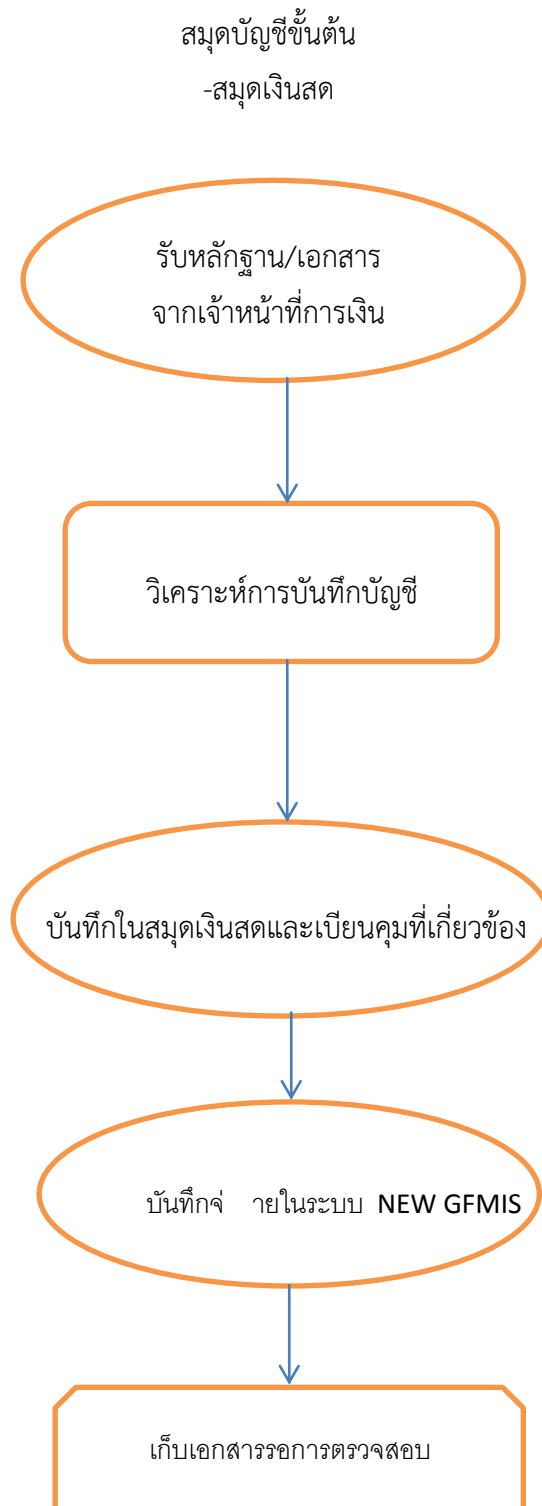 สมุดบัญชีขั้นต้น
-สมุดเงินสด
รับหลักฐาน/เอกสาร
จากเจ้าหน้าที่การเงิน
วิเคราะห์การบันทึกบัญชี
บันทึกในสมุดเงินสดและเบียนคุมที่เกี่ยวข้อง
บันทึกจ่ ายในระบบ NEW GFMIS
เก็บเอกสารรอการตรวจสอบ